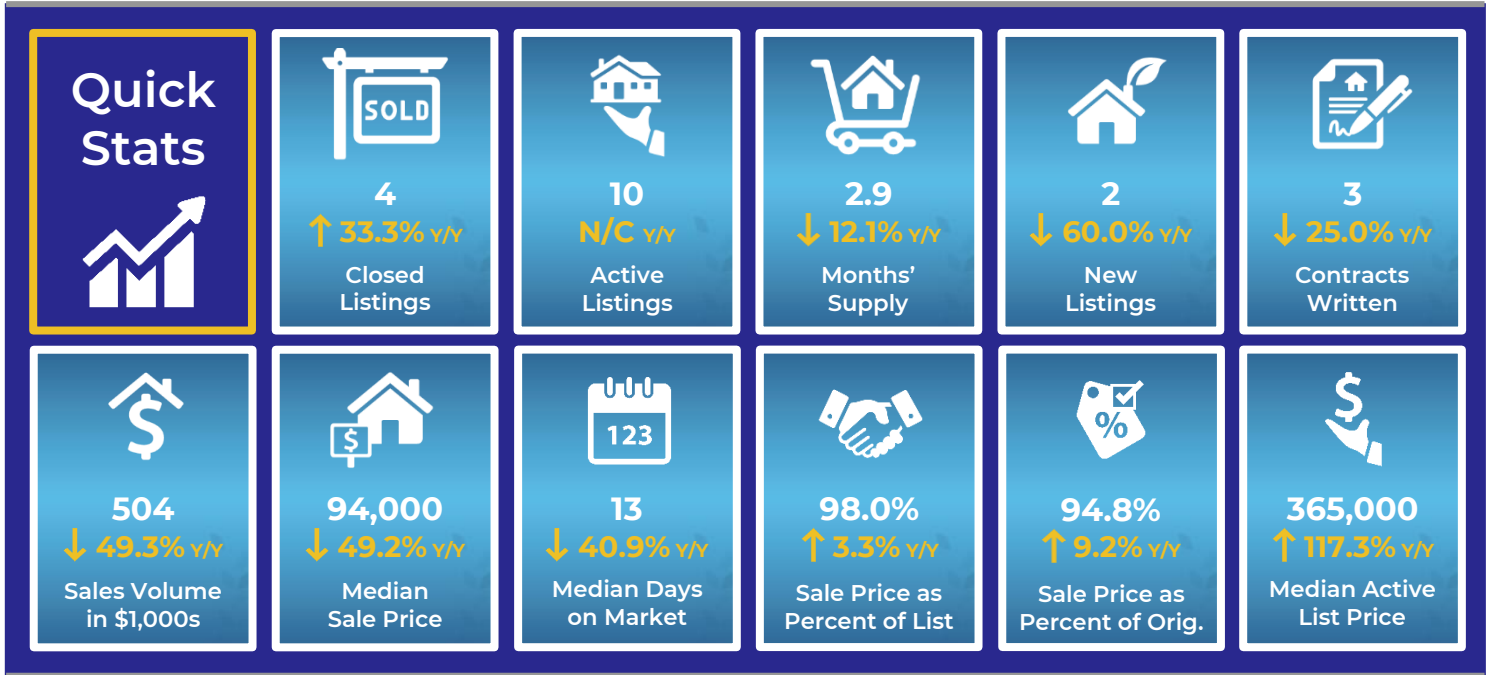 Quick
Stats
SOLD
4
↑ 33.3% Y/Y
Closed
Listings
10
N/C Y/Y
Active
Listings
2.9
↓ 12.1% Y/Y
Months’
Supply
2
↓ 60.0% Y/Y
New
Listings
3
↓ 25.0% Y/Y
Contracts
Written
$
504
↓ 49.3% Y/Y
Sales Volume
in $1,000s
$
94,000
↓ 49.2% Y/Y
Median
Sale Price
123
13
↓ 40.9% Y/Y
Median Days
on Market
98.0%
↑ 3.3% Y/Y
Sale Price as
Percent of List
%
94.8%
↑ 9.2% Y/Y
Sale Price as
Percent of Orig.
$
365,000
↑ 117.3% Y/Y
Median Active
List Price